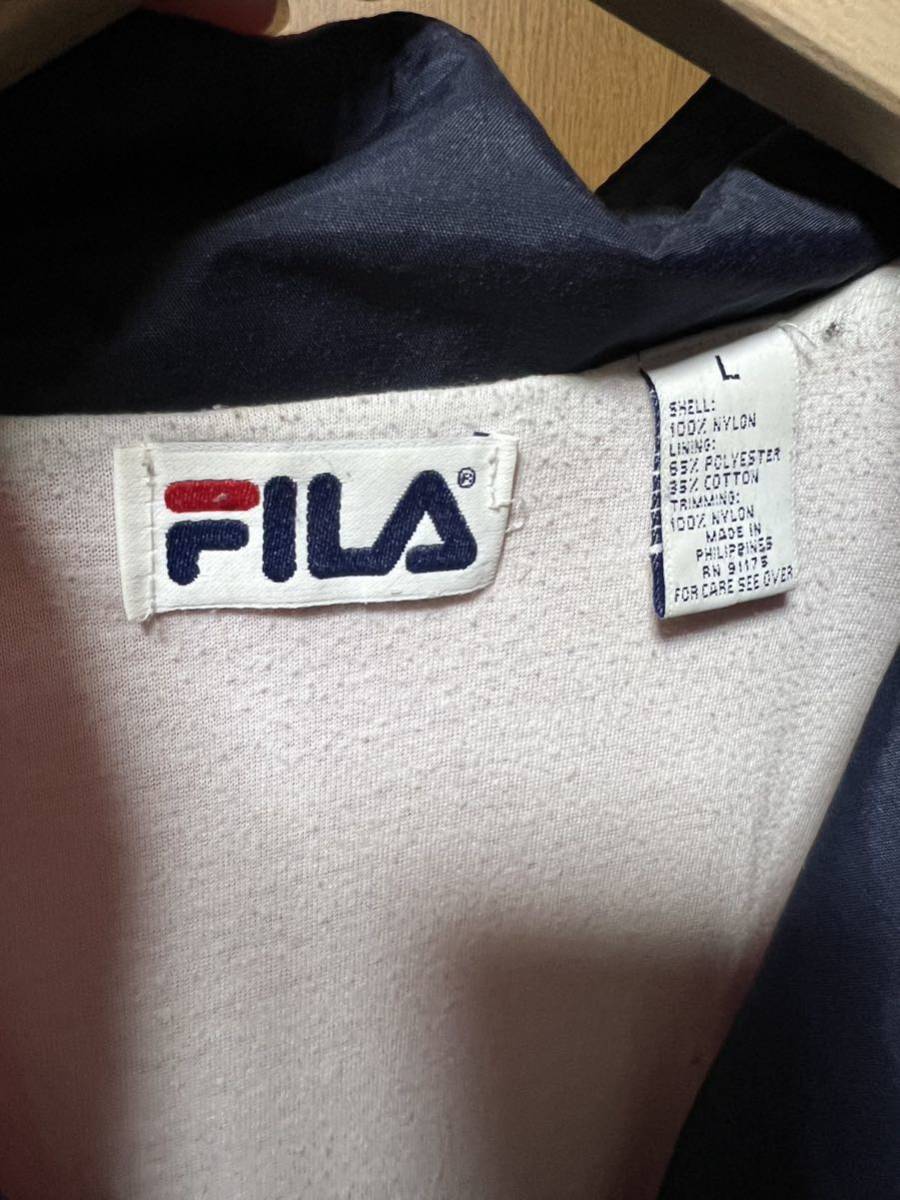 FILA®
L
SHELL:
100% NYLON
LINING:
65% POLYESTER
35% COTTON
TRIMMING:
100% NYLON
MADE IN
PHILIPPINES
RN 91175
FOR CARE SEE OVER